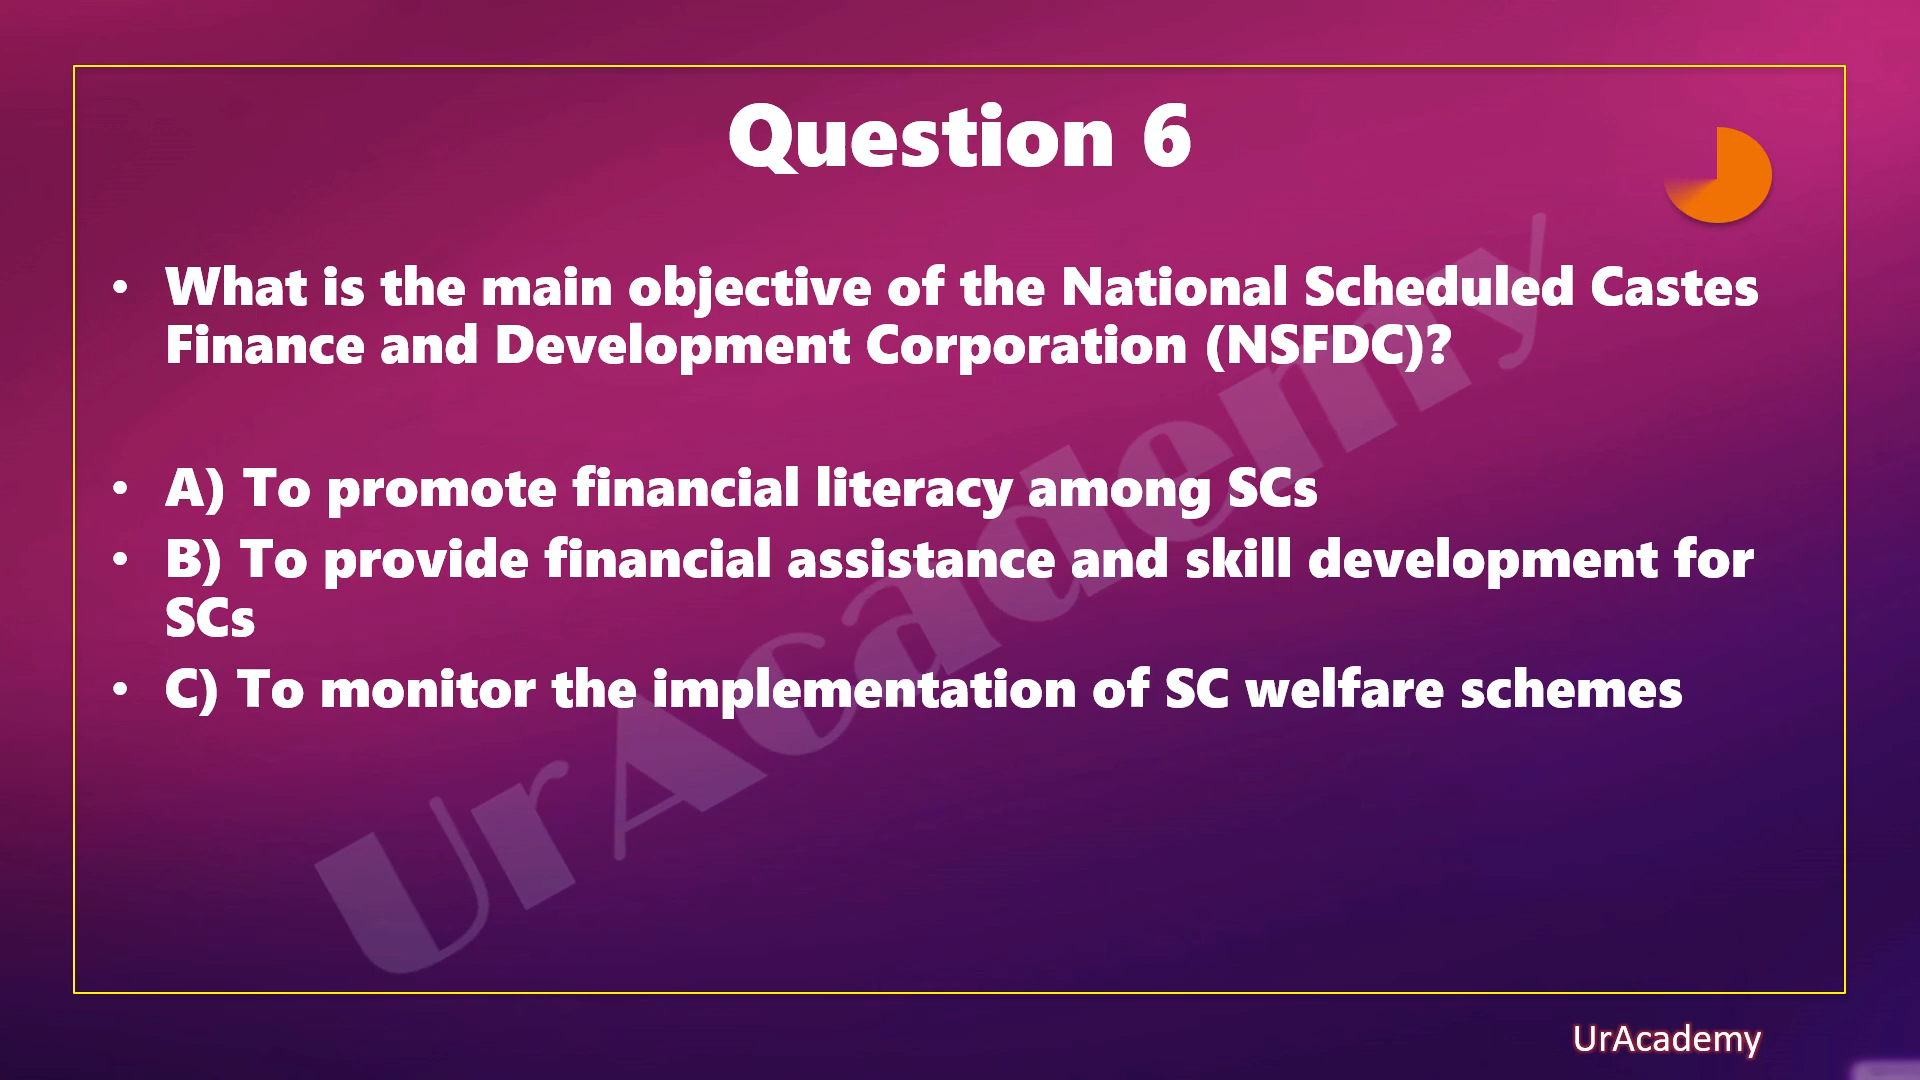 Question 6
• What is the main objective of the National Scheduled Castes
Finance and Development Corporation (NSFDC)?
• A) To promote financial literacy among SCs
• B) To provide financial assistance and skill development for
SCs
• C) To monitor the implementation of SC welfare schemes
UrAcademy
UrAcademy